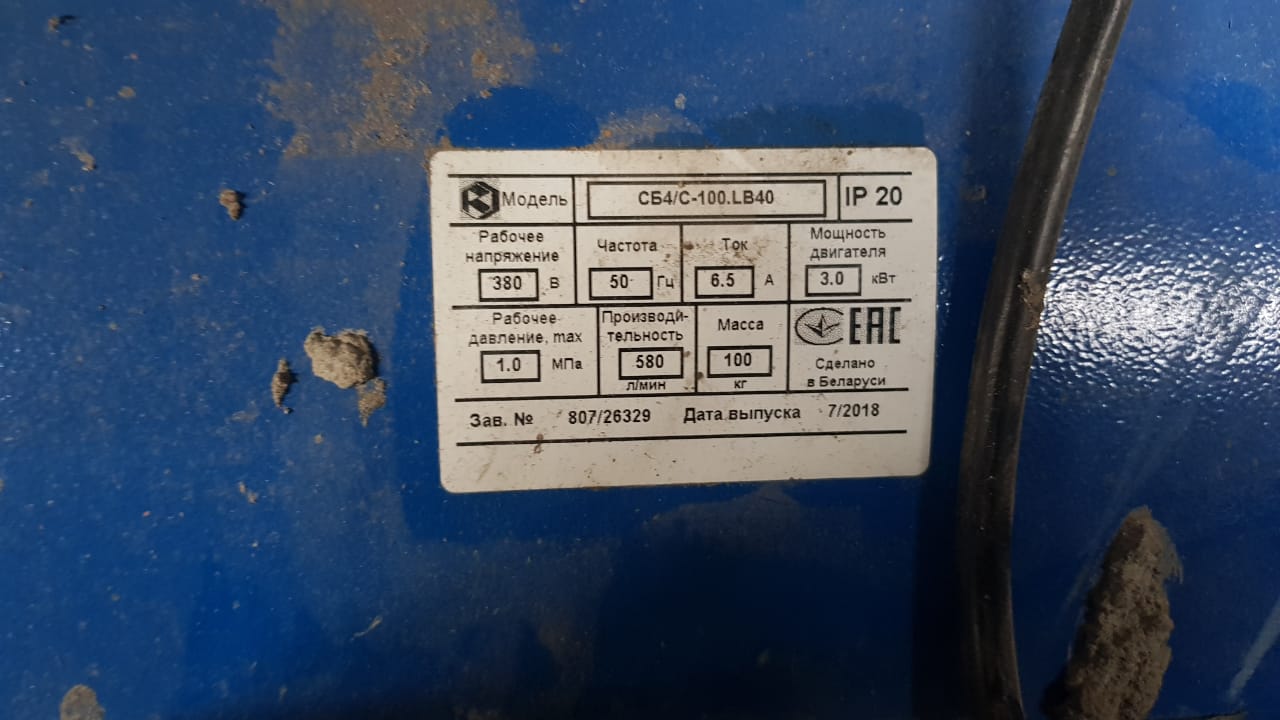 Модель СБ4/С-100.LB40 IP 20
Рабочее напряжение 380 В
Частота 50 Гц
Ток 6.5 А
Мощность двигателя 3.0 кВт
Рабочее давление, max 1.0 МПа
Производи-
тельность 580 л/мин
Масса 100 кг
EAC
Сделано в Беларуси
Зав. № 807/26329 Дата выпуска 7/2018